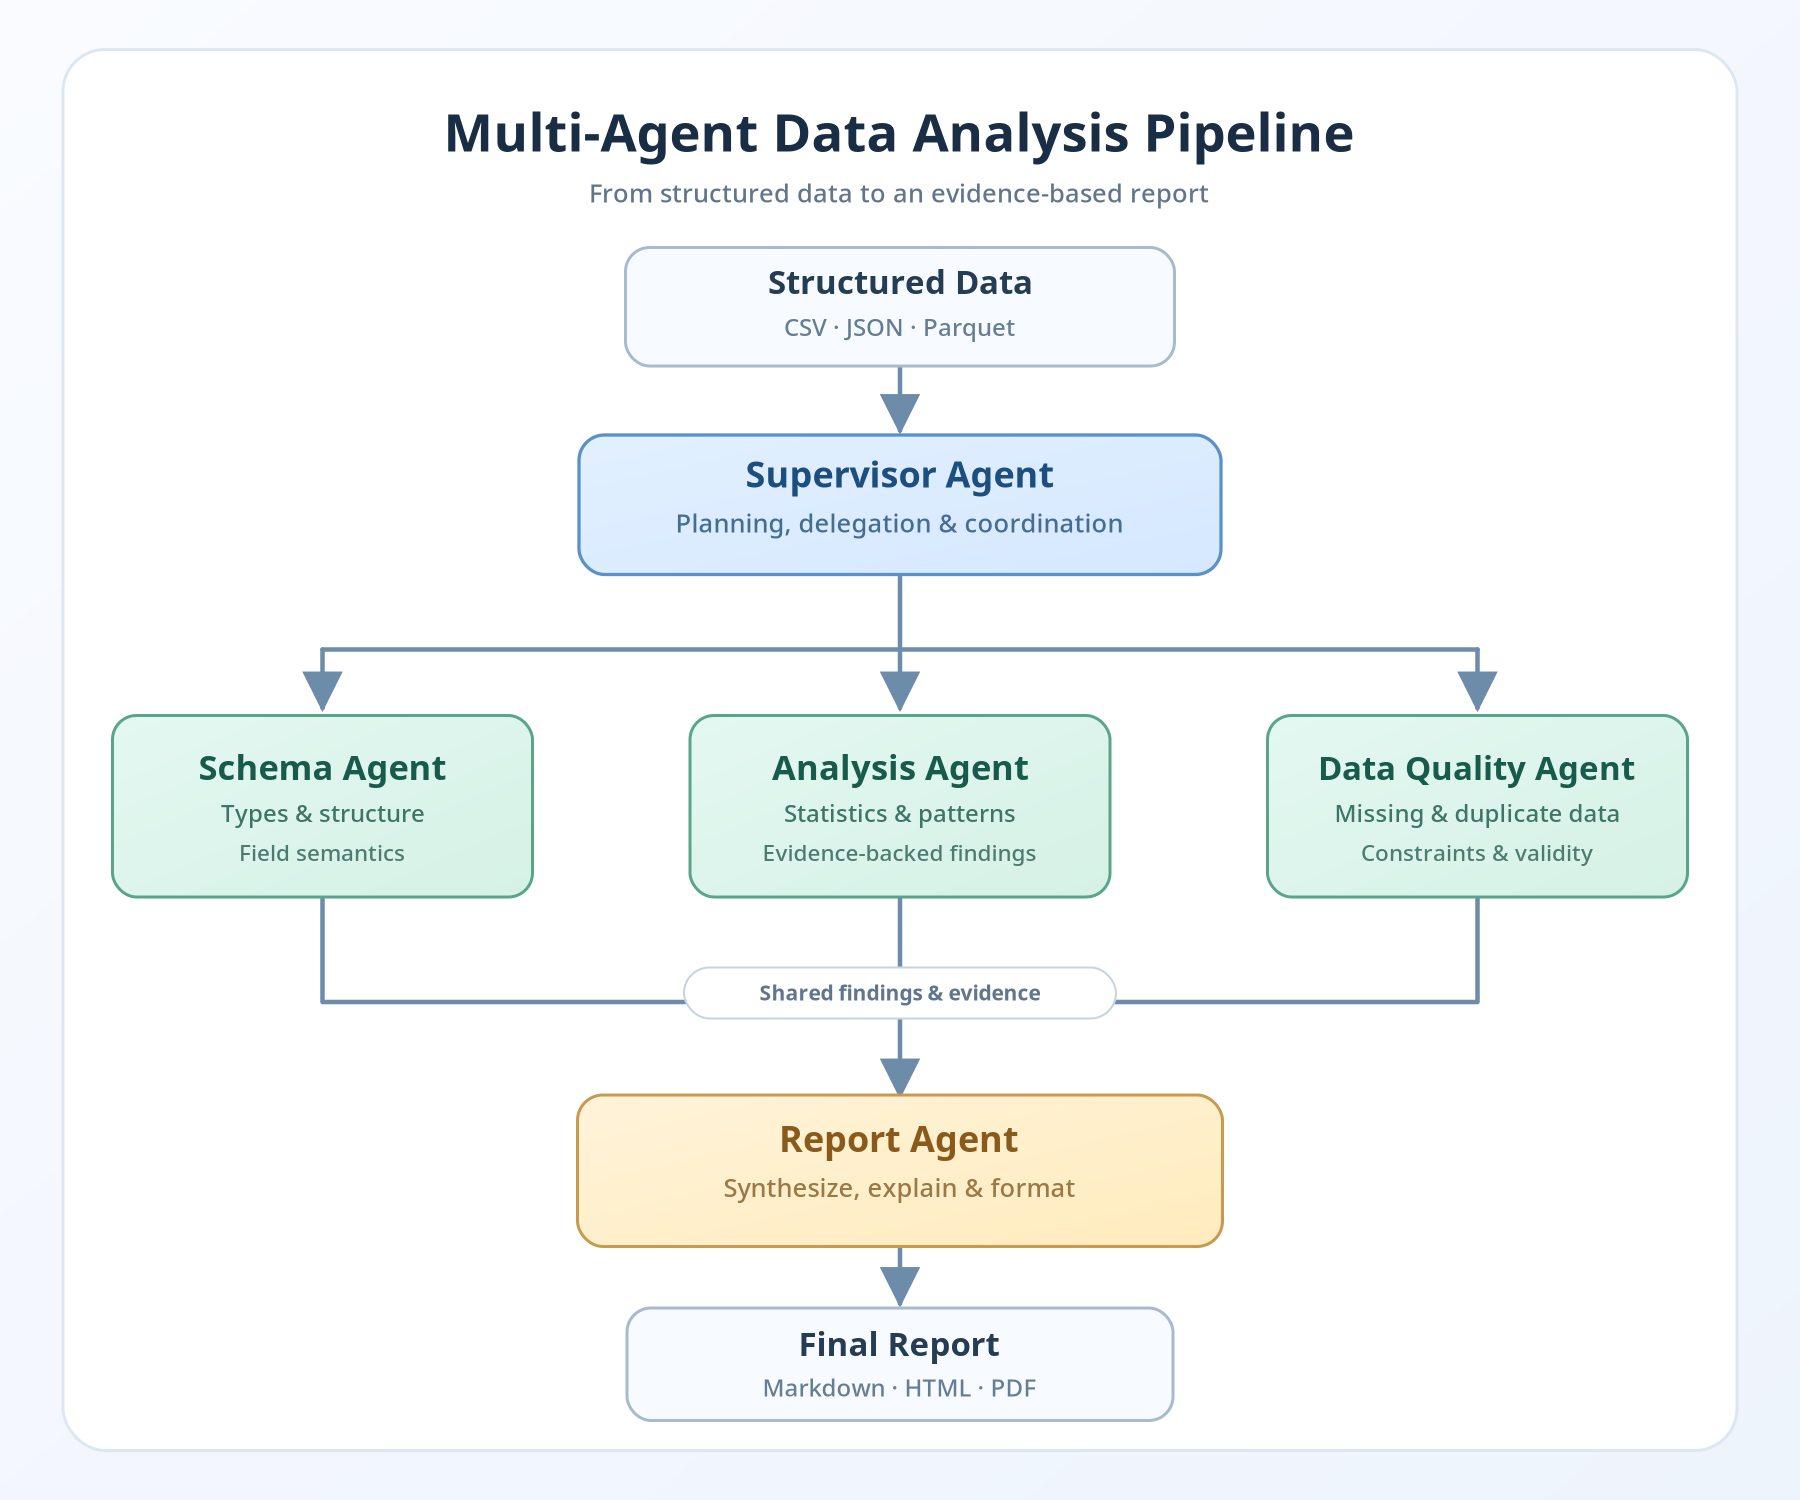 Multi-Agent Data Analysis Pipeline
From structured data to an evidence-based report
Structured Data
CSV · JSON · Parquet
Supervisor Agent
Planning, delegation & coordination
Schema Agent
Types & structure
Field semantics
Analysis Agent
Statistics & patterns
Evidence-backed findings
Data Quality Agent
Missing & duplicate data
Constraints & validity
Shared findings & evidence
Report Agent
Synthesize, explain & format
Final Report
Markdown · HTML · PDF